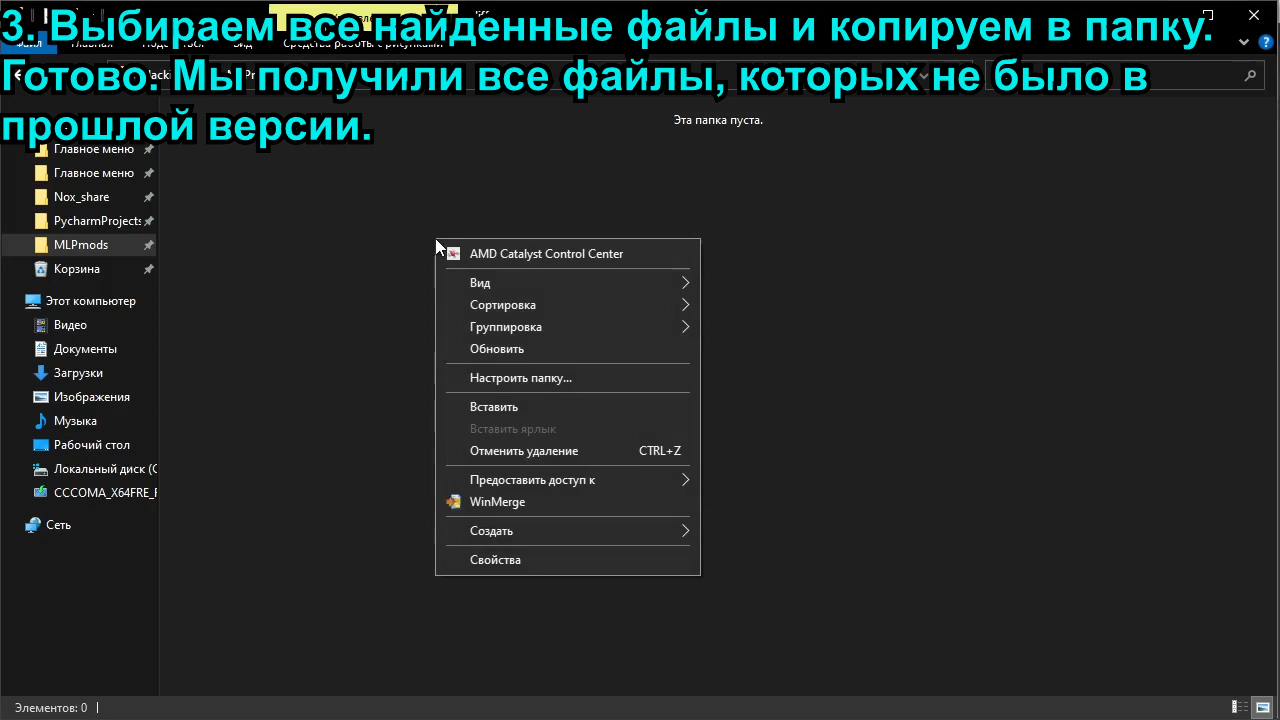 3. Выбираем все найденные файлы и копируем в папку.
Готово. Мы получили все файлы, которых не было в
прошлой версии.
Эта папка пуста.
Главное меню
Главное меню
Nox_share
PycharmProjects
MLPmods
Корзина
Этот компьютер
Видео
Документы
Загрузки
Изображения
Музыка
Рабочий стол
Локальный диск (C
CCCOMA_X64FRE_F
Сеть
AMD Catalyst Control Center
Вид
Сортировка
Группировка
Обновить
Настроить папку...
Вставить
Вставить ярлык
Отменить удаление CTRL+Z
Предоставить доступ к
WinMerge
Создать
Свойства
Элементов: 0